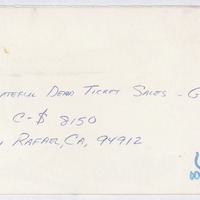 ATEFUL DEAD TICKET SALES - G
C-$ 8150
RAFAEL, CA, 94912